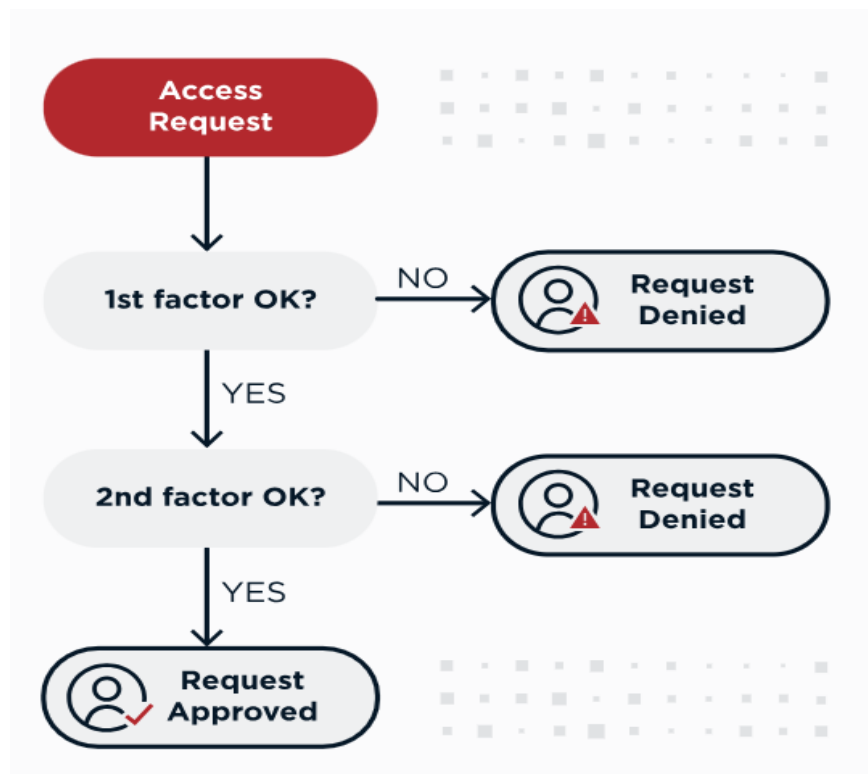 Access
Request
1st factor OK?
NO
Request
Denied
YES
2nd factor OK?
NO
Request
Denied
YES
Request
Approved